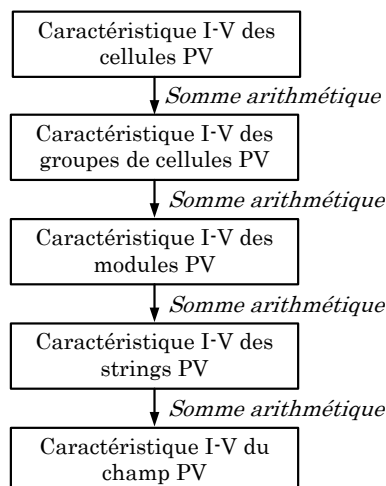 Caractéristique I-V des
cellules PV
Somme arithmétique
Caractéristique I-V des
groupes de cellules PV
Somme arithmétique
Caractéristique I-V des
modules PV
Somme arithmétique
Caractéristique I-V des
strings PV
Somme arithmétique
Caractéristique I-V du
champ PV